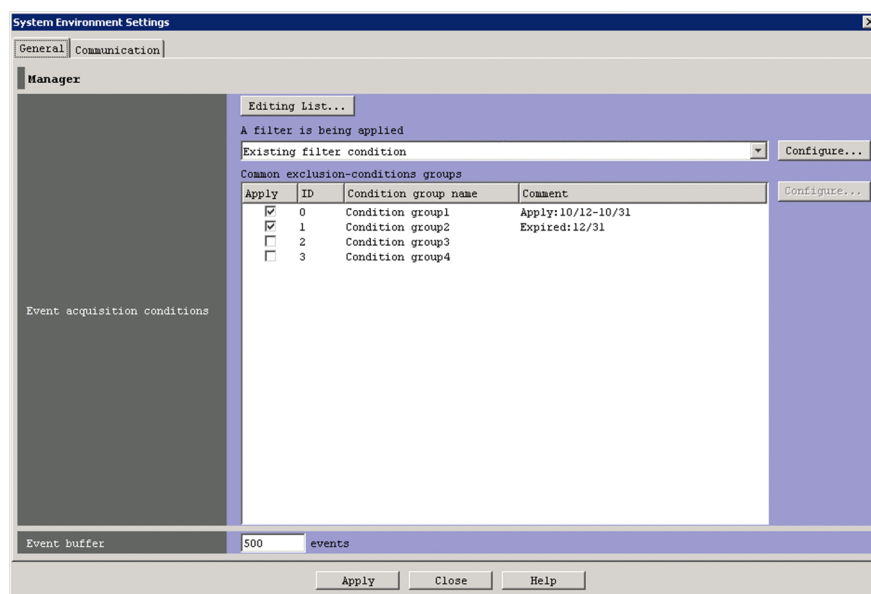 System Environment Settings
General Communication
Manager
Editing List...
A filter is being applied
Existing filter condition Configure...
Common exclusion-conditions groups
Configure...
Apply ID Condition group name Comment
0 Condition group1 Apply:10/12-10/31
1 Condition group2 Expired:12/31
2 Condition group3
3 Condition group4
Event acquisition conditions
Event buffer 500 events
Apply Close Help